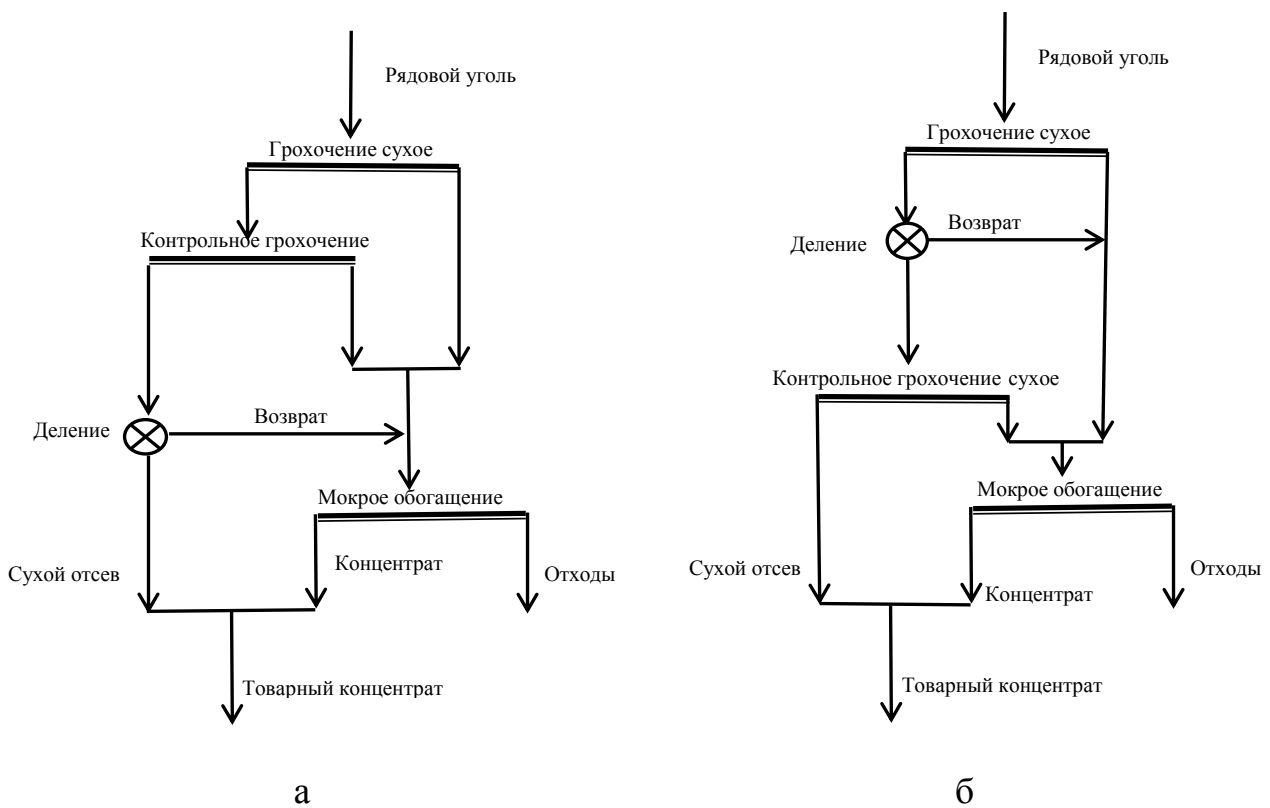 Рядовой уголь
Грохочение сухое
Контрольное грохочение
Деление
Возврат
Мокрое обогащение
Сухой отсев
Концентрат
Отходы
Товарный концентрат
а
Рядовой уголь
Грохочение сухое
Возврат
Деление
Контрольное грохочение сухое
Мокрое обогащение
Сухой отсев
Концентрат
Отходы
Товарный концентрат
б